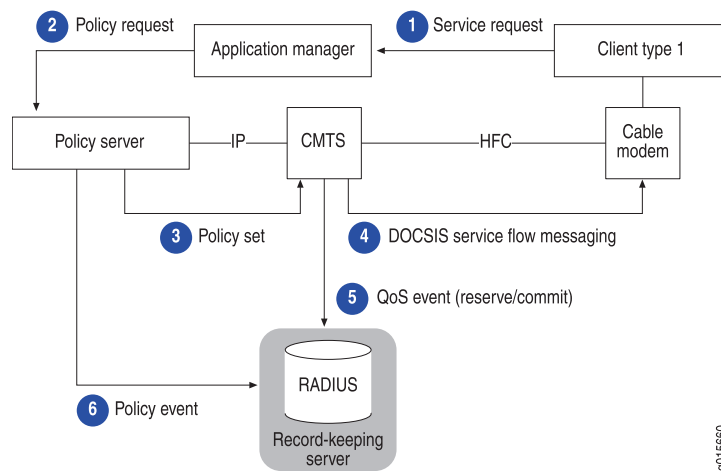 2 Policy request
1 Service request
Application manager
Client type 1
Policy server
IP
CMTS
HFC
Cable
modem
3 Policy set
4 DOCSIS service flow messaging
5 QoS event (reserve/commit)
RADIUS
6 Policy event
Record-keeping
server
g015660